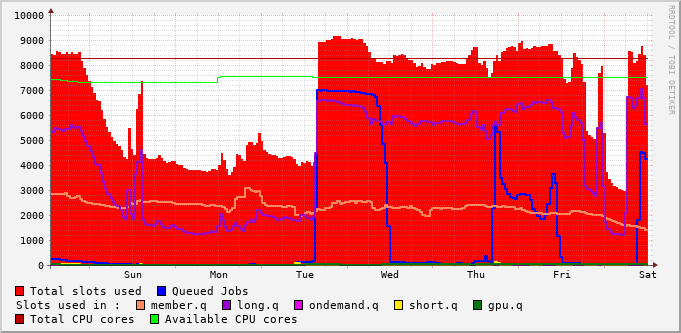 10000
9000
8000
7000
6000
5000
4000
3000
2000
1000
0
Sun Mon Tue Wed Thu Fri Sat
RRDTOOL / TOBI OETIKER
Total slots used Queued Jobs
Slots used in : member.q long.q ondemand.q short.q gpu.q
Total CPU cores Available CPU cores